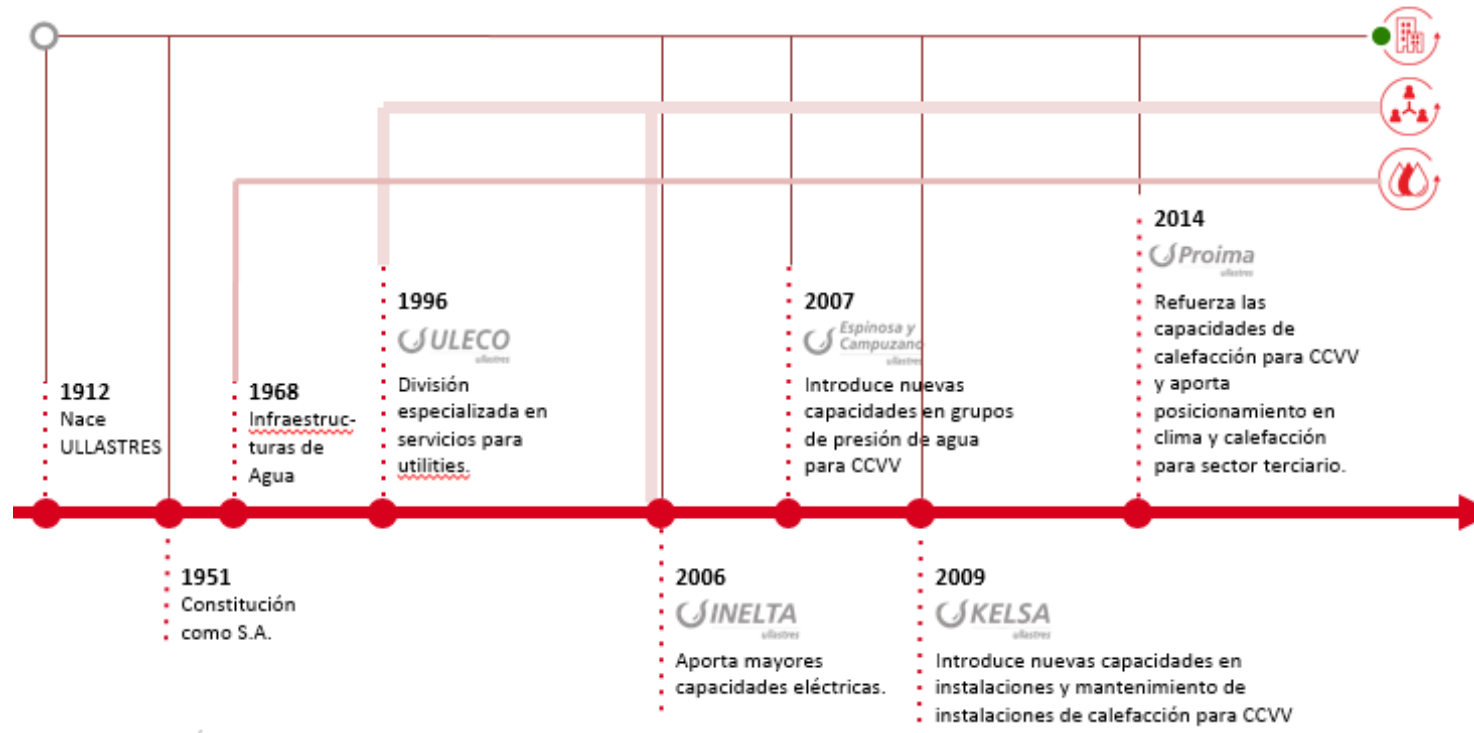 1912
Nace
ULLASTRES
1951
Constitución
como S.A.
1968
Infraestruc-
turas de
Agua
1996
ULECO
ullastres
División
especializada en
servicios para
utilities.
2006
INELTA
ullastres
Aporta mayores
capacidades eléctricas.
2007
Espinosa y
Campuzano
ullastres
Introduce nuevas
capacidades en grupos
de presión de agua
para CCVV
2009
KELSA
ullastres
Introduce nuevas capacidades en
instalaciones y mantenimiento de
instalaciones de calefacción para CCVV
2014
Proima
ullastres
Refuerza las
capacidades de
calefacción para CCVV
y aporta
posicionamiento en
clima y calefacción
para sector terciario.